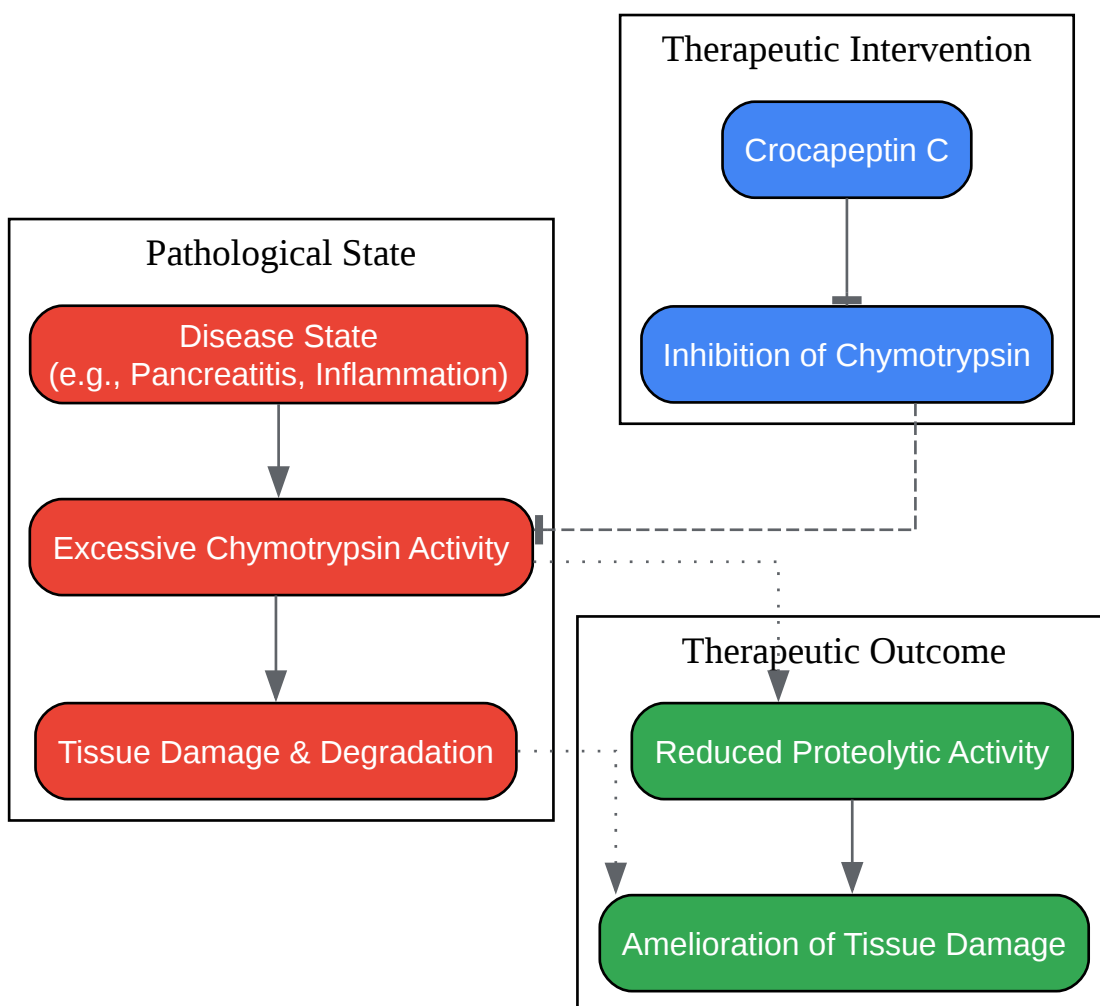 Therapeutic Intervention
Crocapeptin C
Inhibition of Chymotrypsin
Pathological State
Disease State
(e.g., Pancreatitis, Inflammation)
Excessive Chymotrypsin Activity
Tissue Damage & Degradation
Therapeutic Outcome
Reduced Proteolytic Activity
Amelioration of Tissue Damage